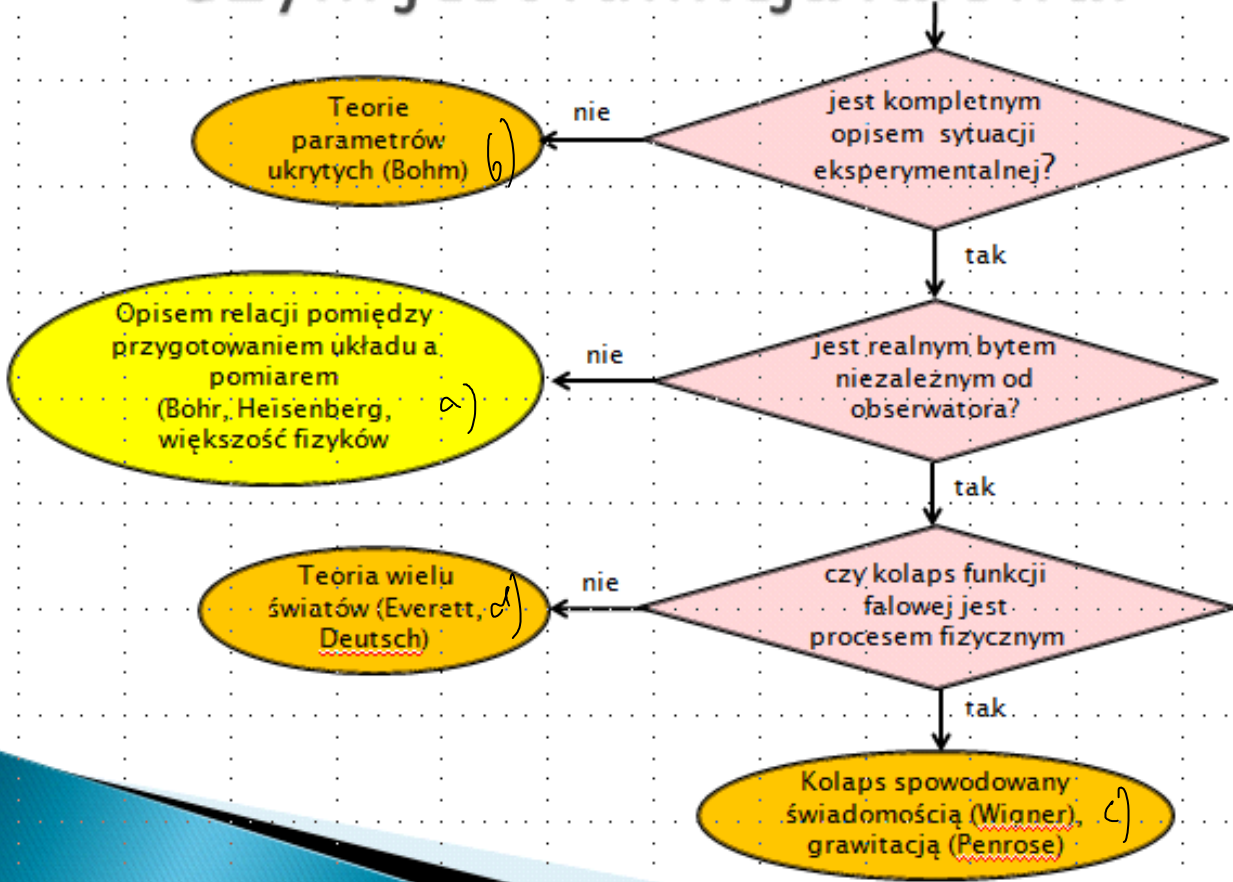 jest kompletnym
opisem sytuacji
eksperymentalnej?
nie
Teorie
parametrów
ukrytych (Bohm)
b)
tak
jest realnym bytem
niezależnym od
obserwatora?
nie
Opisem relacji pomiędzy
przygotowaniem układu a
pomiarem
(Bohr, Heisenberg,
większość fizyków
a)
tak
czy kolaps funkcji
falowej jest
procesem fizycznym
nie
Teoria wielu
światów (Everett,
Deutsch)
d)
tak
Kolaps spowodowany
świadomością (Wigner),
grawitacją (Penrose)
c)